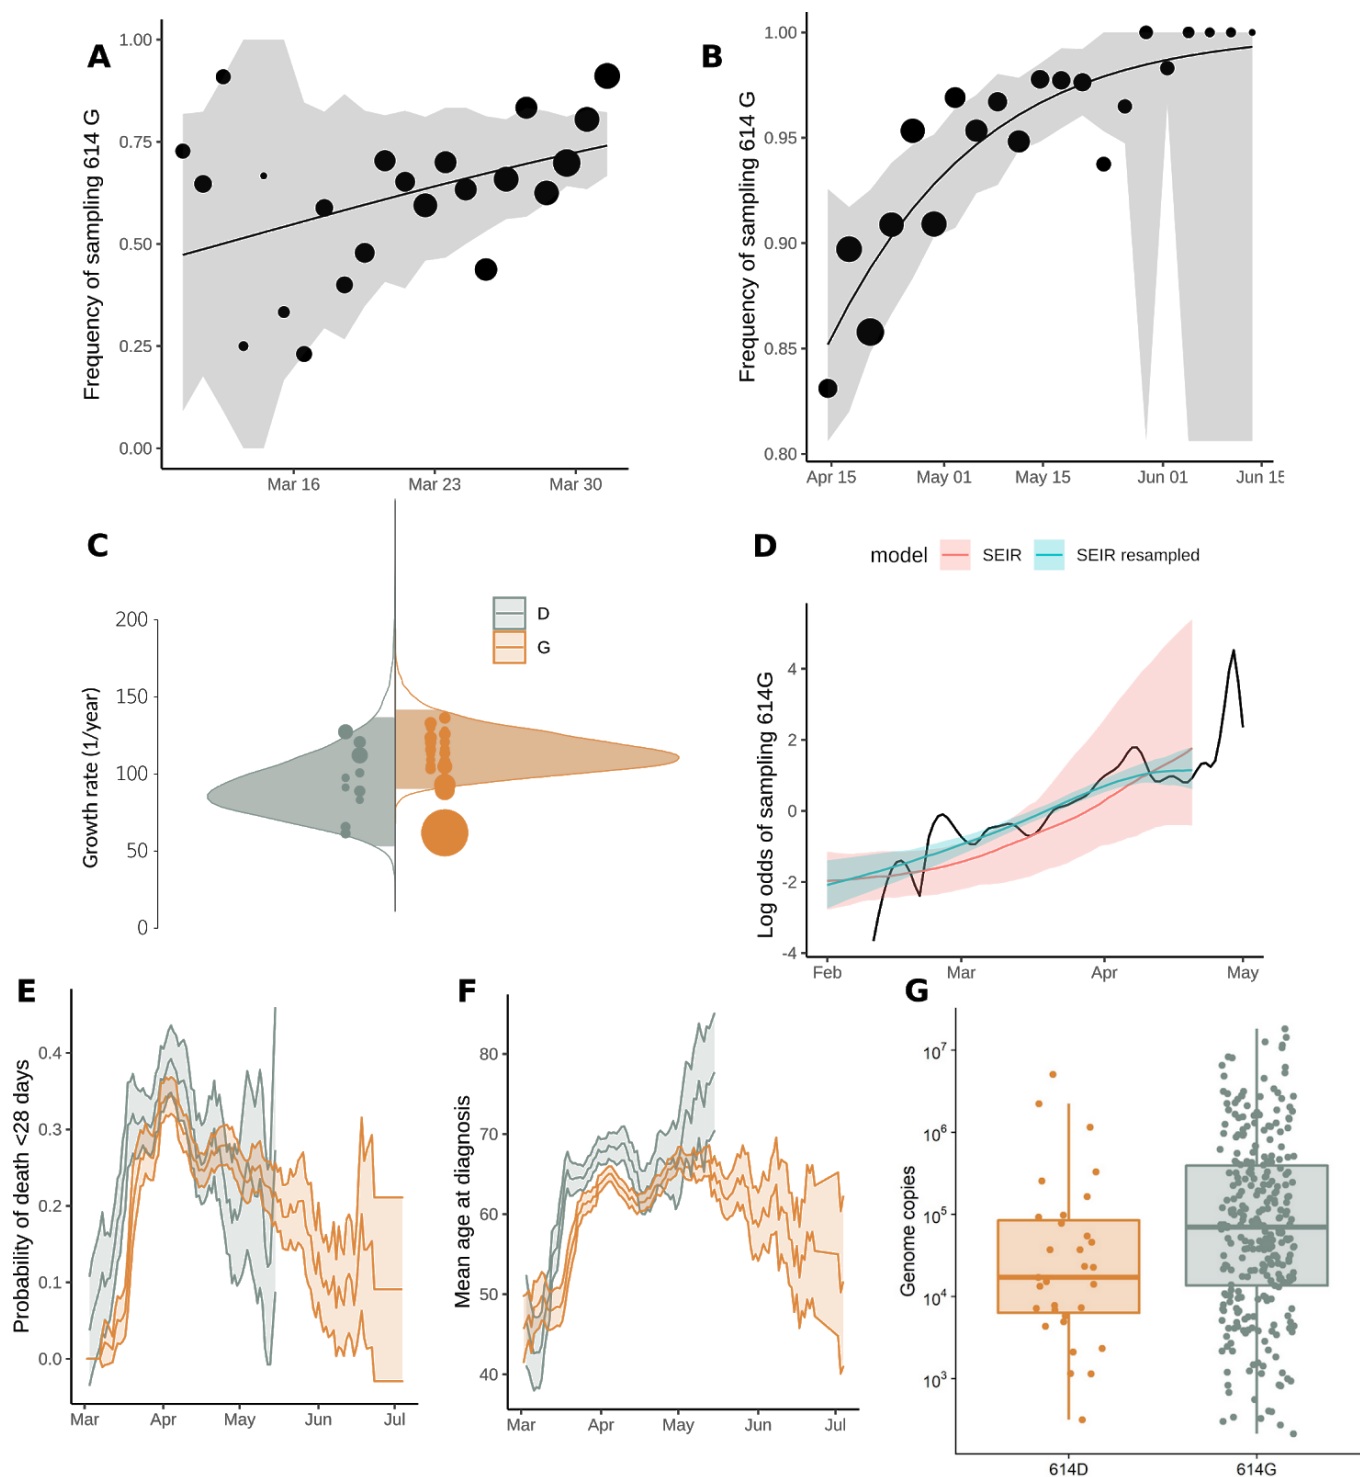 A
Frequency of sampling 614 G
1.00
0.75
0.50
0.25
0.00
Mar 16
Mar 23
Mar 30
B
Frequency of sampling 614 G
1.00
0.95
0.90
0.85
0.80
Apr 15
May 01
May 15
Jun 01
Jun 15
C
Growth rate (1/year)
200
150
100
50
0
D
G
D
model
SEIR
SEIR resampled
Log odds of sampling 614G
4
2
0
-2
-4
Feb
Mar
Apr
May
E
Probability of death <28 days
0.4
0.3
0.2
0.1
0.0
Mar
Apr
May
Jun
Jul
F
Mean age at diagnosis
80
70
60
50
40
Mar
Apr
May
Jun
Jul
G
Genome copies
10⁷
10⁶
10⁵
10⁴
10³
614D
614G